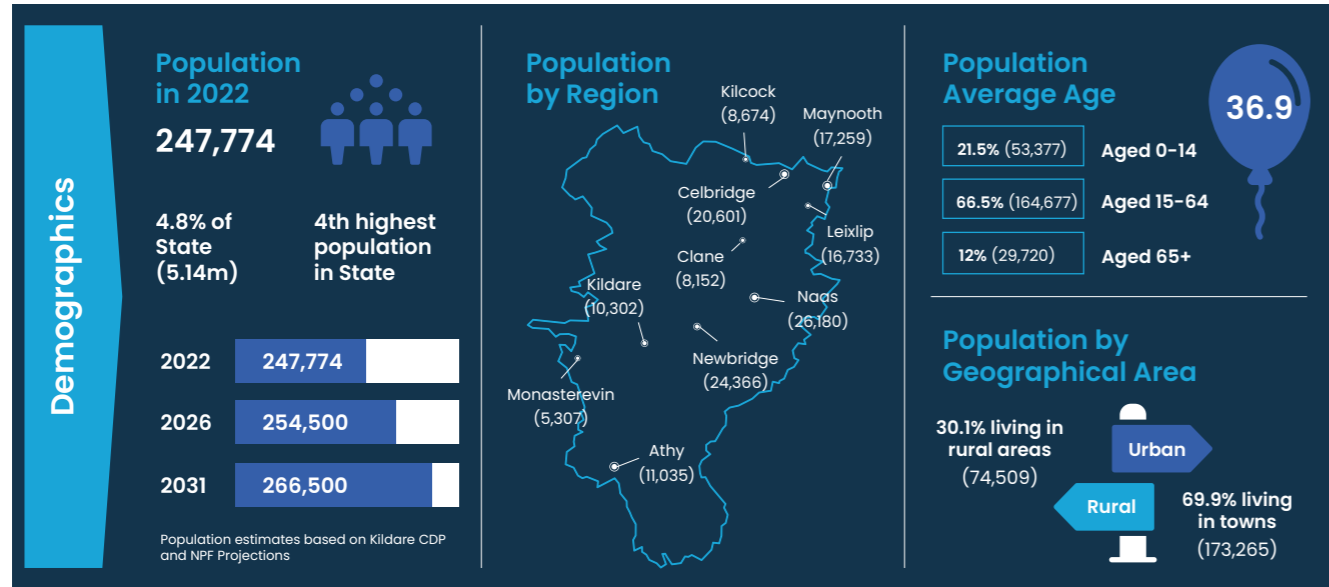 Demographics
Population
in 2022
247,774
4.8% of
State
(5.14m)
4th highest
population
in State
2022
247,774
2026
254,500
2031
266,500
Population estimates based on Kildare CDP
and NPF Projections
Population
by Region
Kilcock
(8,674)
Maynooth
(17,259)
Celbridge
(20,601)
Leixlip
(16,733)
Clane
(8,152)
Kildare
(10,302)
Naas
(26,180)
Newbridge
(24,366)
Monasterevin
(5,307)
Athy
(11,035)
Population
Average Age
36.9
21.5% (53,377)
Aged 0-14
66.5% (164,677)
Aged 15-64
12% (29,720)
Aged 65+
Population by
Geographical Area
30.1% living in
rural areas
(74,509)
Urban
Rural
69.9% living
in towns
(173,265)